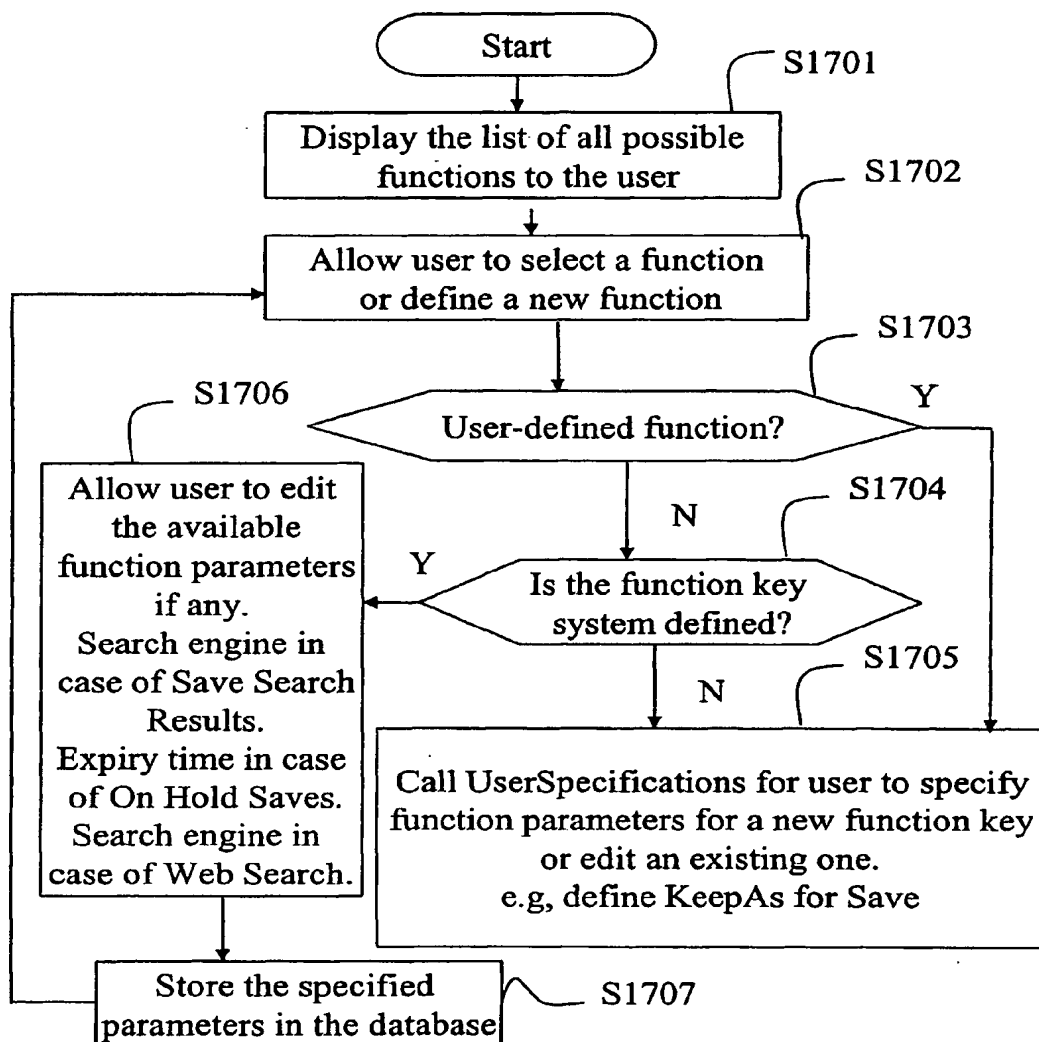 Start
S1701
Display the list of all possible
functions to the user
S1702
Allow user to select a function
or define a new function
S1703
User-defined function?
Y
N
S1704
Is the function key
system defined?
Y
N
S1706
Allow user to edit
the available
function parameters
if any.
Search engine in
case of Save Search
Results.
Expiry time in case
of On Hold Saves.
Search engine in
case of Web Search.
S1705
Call UserSpecifications for user to specify
function parameters for a new function key
or edit an existing one.
e.g, define KeepAs for Save
Store the specified
parameters in the database
S1707